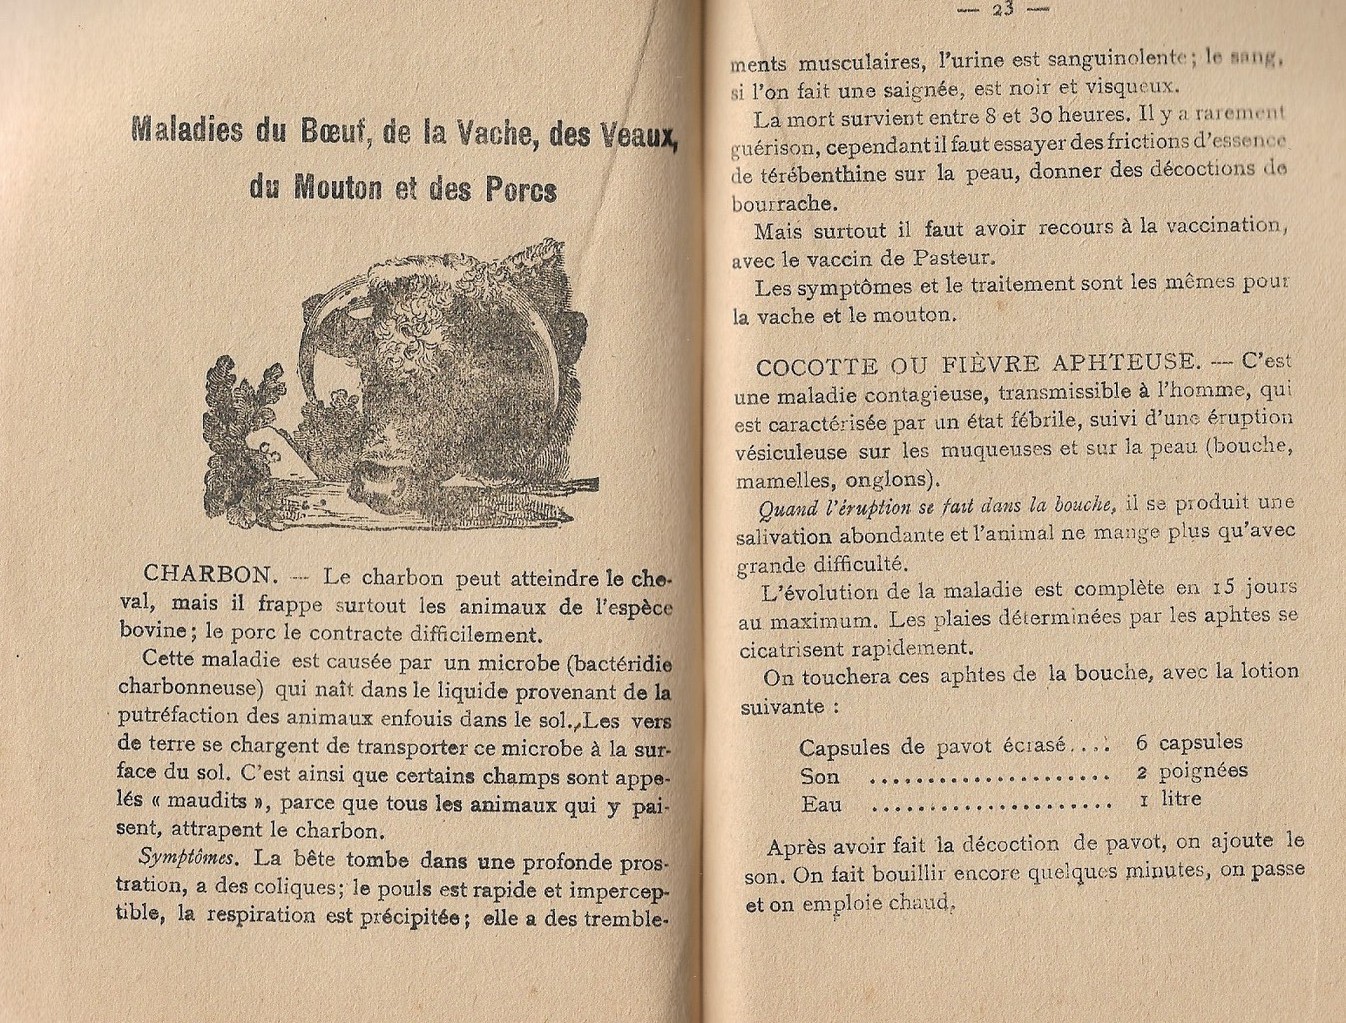 Maladies du Bœuf, de la Vache, des Veaux,
du Mouton et des Porcs
CHARBON. — Le charbon peut atteindre le che-
val, mais il frappe surtout les animaux de l'espèce
bovine; le porc le contracte difficilement.
Cette maladie est causée par un microbe (bactéridie
charbonneuse) qui naît dans le liquide provenant de la
putréfaction des animaux enfouis dans le sol. Les vers
de terre se chargent de transporter ce microbe à la sur-
face du sol. C'est ainsi que certains champs sont appe-
lés « maudits », parce que tous les animaux qui y pai-
sent, attrapent le charbon.
Symptômes. La bête tombe dans une profonde pros-
tration, a des coliques; le pouls est rapide et impercep-
tible, la respiration est précipitée; elle a des tremble-
— 23 —
ments musculaires, l'urine est sanguinolente; le sang,
si l'on fait une saignée, est noir et visqueux.
La mort survient entre 8 et 30 heures. Il y a rarement
guérison, cependant il faut essayer des frictions d'essence
de térébenthine sur la peau, donner des décoctions de
bourrache.
Mais surtout il faut avoir recours à la vaccination,
avec le vaccin de Pasteur.
Les symptômes et le traitement sont les mêmes pour
la vache et le mouton.
COCOTTE OU FIÈVRE APHTEUSE. — C'est
une maladie contagieuse, transmissible à l'homme, qui
est caractérisée par un état fébrile, suivi d'une éruption
vésiculeuse sur les muqueuses et sur la peau (bouche,
mamelles, onglons).
Quand l'éruption se fait dans la bouche, il se produit une
salivation abondante et l'animal ne mange plus qu'avec
grande difficulté.
L'évolution de la maladie est complète en 15 jours
au maximum. Les plaies déterminées par les aphtes se
cicatrisent rapidement.
On touchera ces aphtes de la bouche, avec la lotion
suivante :
Capsules de pavot écrasé.... 6 capsules
Son ..................... 2 poignées
Eau ..................... 1 litre
Après avoir fait la décoction de pavot, on ajoute le
son. On fait bouillir encore quelques minutes, on passe
et on emploie chaud.